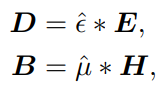 𝑫 = ϵ̂ ∗ 𝑬,
𝑩 = μ̂ ∗ 𝑯,